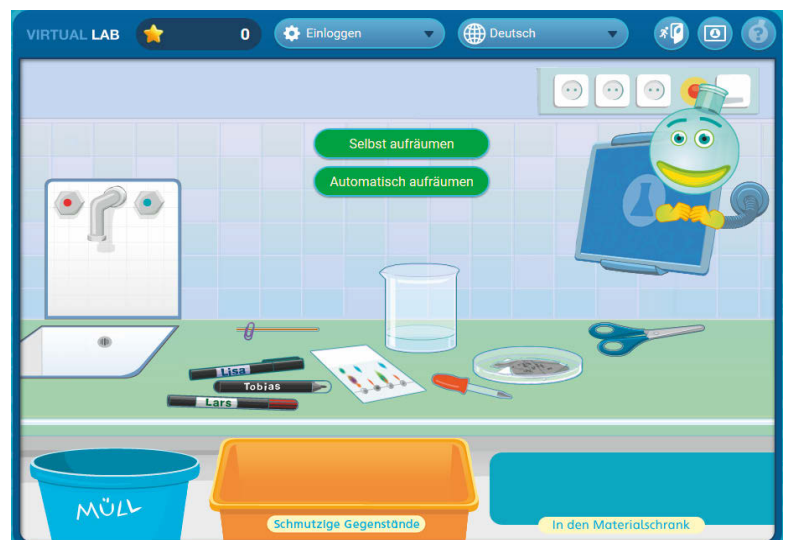 VIRTUAL LAB
0
Einloggen
Deutsch
Selbst aufräumen
Automatisch aufräumen
Lisa
Tobias
Lars
MÜLL
Schmutzige Gegenstände
In den Materialschrank